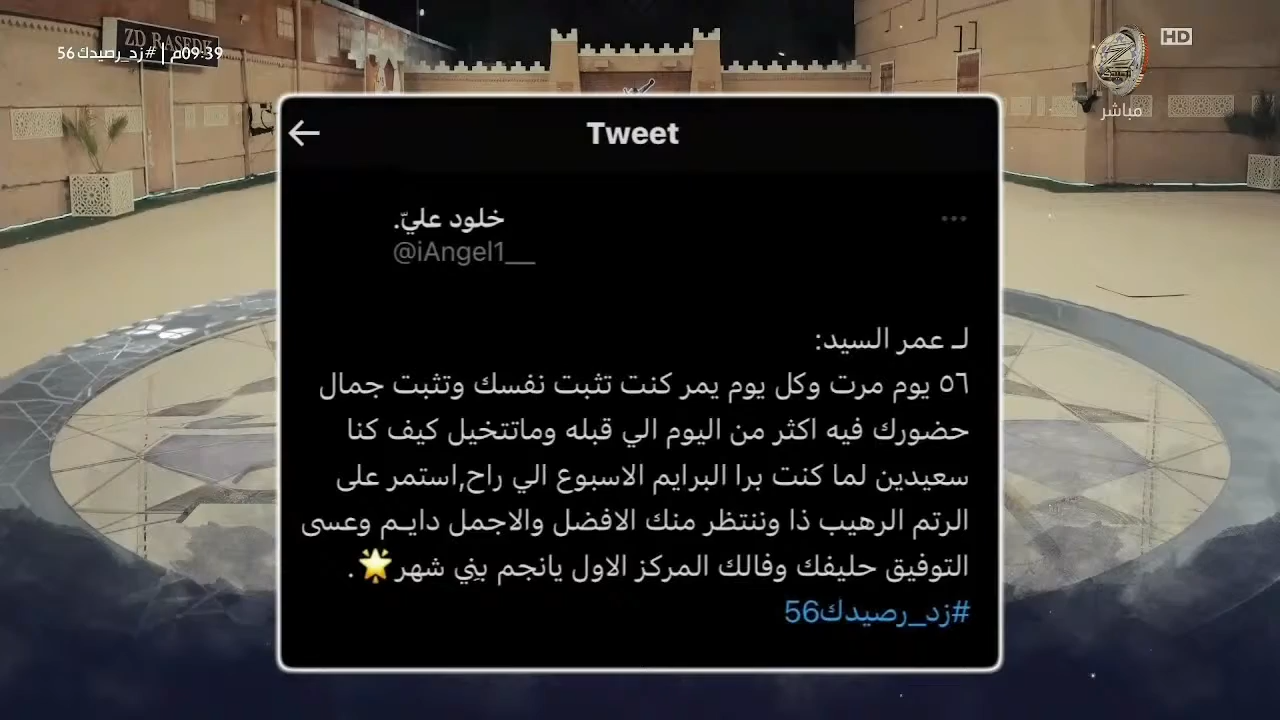 09:39م | #زد_رصيدك56
ZD RASEDK
HD
مباشر
Tweet
خلود عليّ.
@iAngel1__
لـ عمر السيد:
٥٦ يوم مرت وكل يوم يمر كنت تثبت نفسك وتثبت جمال
حضورك فيه اكثر من اليوم الي قبله وماتتخيل كيف كنا
سعيدين لما كنت برا البرايم الاسبوع الي راح,استمر على
الرتم الرهيب ذا وننتظر منك الافضل والاجمل دايـم وعسى
التوفيق حليفك وفالك المركز الاول يانجم بني شهر🌟.
#زد_رصيدك56